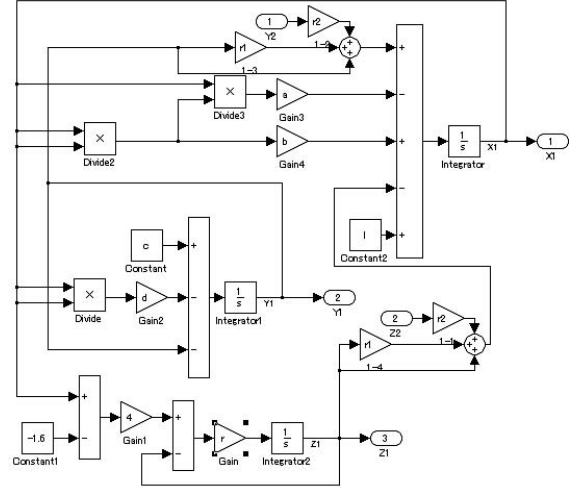 1
Y2
r2
r1
1-2
1-3
+
+
+
+
×
Divide3
a
Gain3
−
×
Divide2
b
Gain4
+
1
s
Integrator
X1
1
X1
−
I
Constant2
+
c
Constant
+
×
Divide
d
Gain2
−
1
s
Integrator1
Y1
2
Y1
−
2
Z2
r2
r1
1-1
1-4
+
+
+
+
-1.6
Constant1
−
4
Gain1
+
−
r
Gain
1
s
Integrator2
Z1
3
Z1